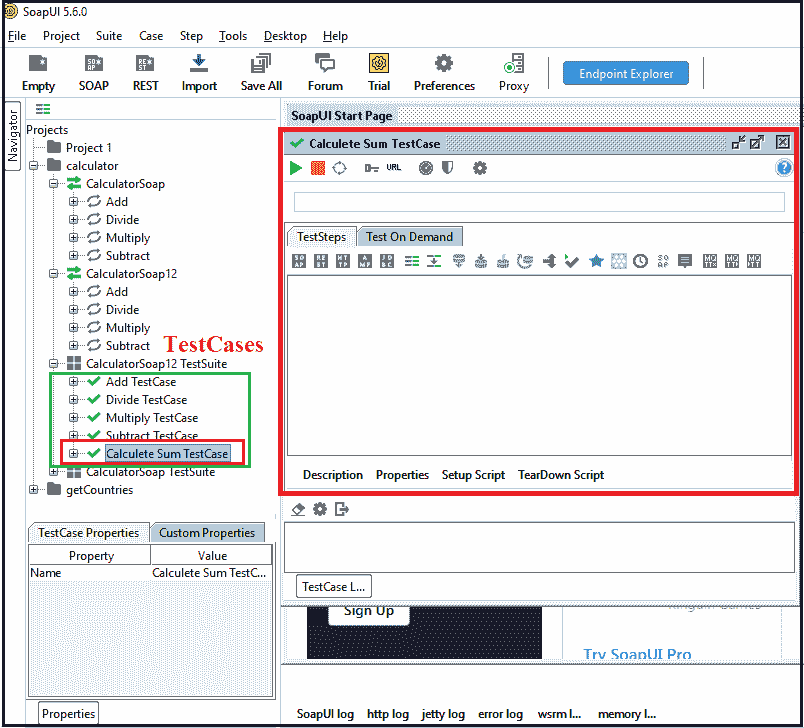 SoapUI 5.6.0
File Project Suite Case Step Tools Desktop Help
Empty SOAP REST Import Save All Forum Trial Preferences Proxy Endpoint Explorer
Navigator
Projects
Project 1
calculator
CalculatorSoap
Add
Divide
Multiply
Subtract
CalculatorSoap12
Add
Divide
Multiply
Subtract
TestCases
CalculatorSoap12 TestSuite
Add TestCase
Divide TestCase
Multiply TestCase
Subtract TestCase
Calculete Sum TestCase
CalculatorSoap TestSuite
getCountries
TestCase Properties Custom Properties
Property Value
Name Calculete Sum TestC...
Properties
SoapUI Start Page
Calculete Sum TestCase
URL
TestSteps Test On Demand
Description Properties Setup Script TearDown Script
TestCase L...
Sign Up
Try SoapUI Pro
SoapUI log http log jetty log error log wsrm l... memory l...